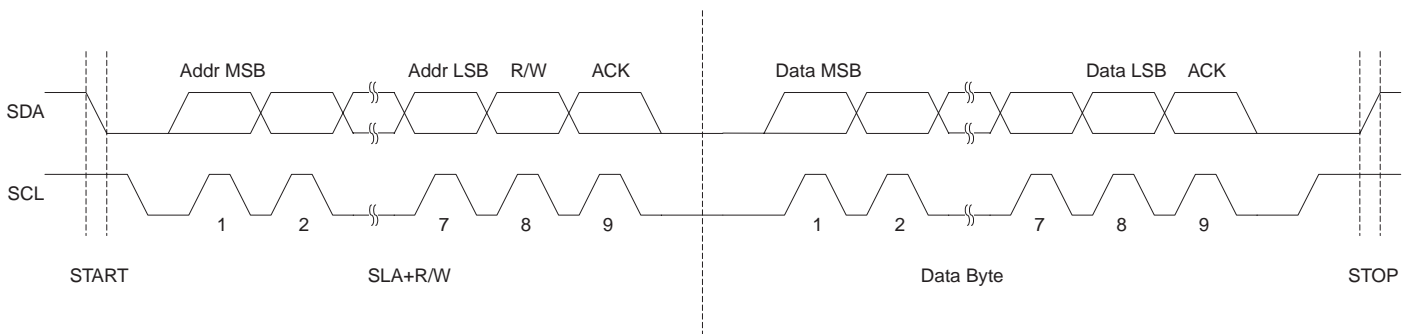 Addr MSB Addr LSB R/W ACK Data MSB Data LSB ACK
SDA
SCL
1 2 7 8 9 1 2 7 8 9
START SLA+R/W Data Byte STOP